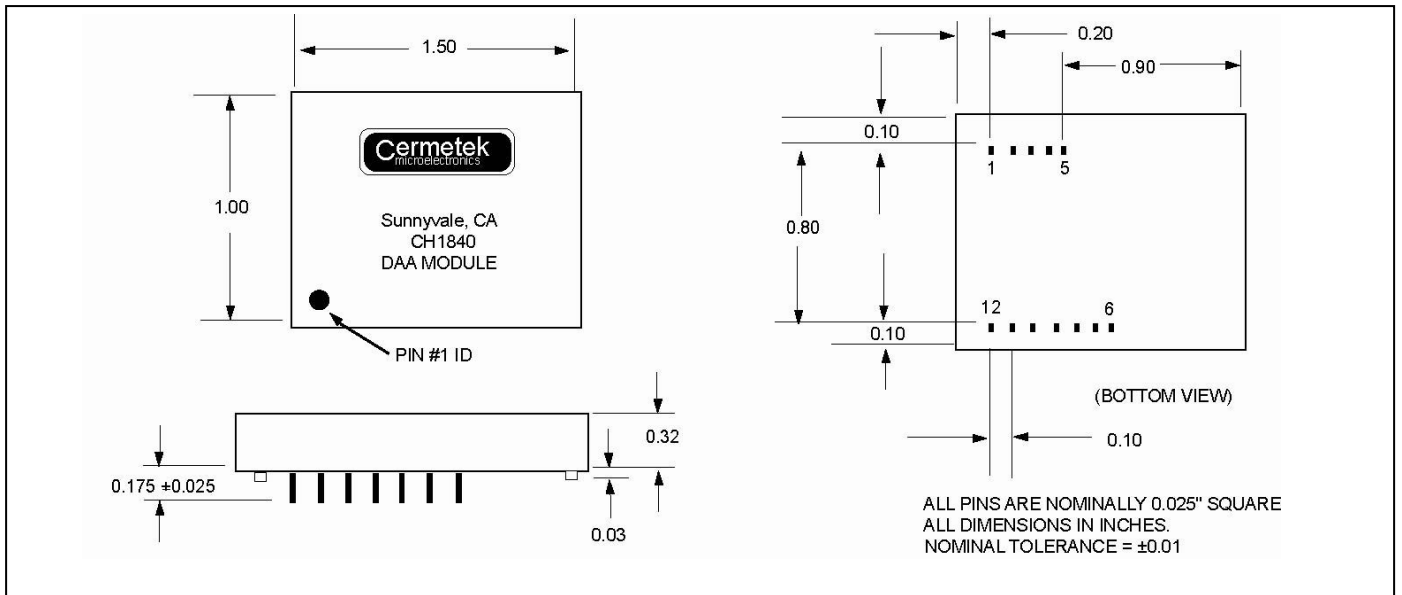 1.50
1.00
Cermetek
microelectronics
Sunnyvale, CA
CH1840
DAA MODULE
PIN #1 ID
0.32
0.175 ±0.025
0.03
0.20
0.90
0.10
1 5
0.80
12 6
0.10
(BOTTOM VIEW)
0.10
ALL PINS ARE NOMINALLY 0.025" SQUARE
ALL DIMENSIONS IN INCHES.
NOMINAL TOLERANCE = ±0.01